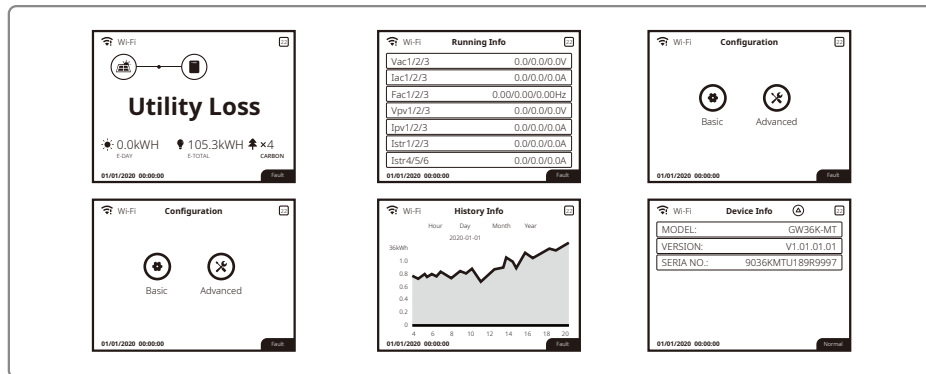 Wi-Fi 22
Utility Loss
0.0kWH 105.3kWH ×4
E-DAY E-TOTAL CARBON
01/01/2020 00:00:00 Fault
Wi-Fi Running Info 22
Vac1/2/3 0.0/0.0/0.0V
Iac1/2/3 0.0/0.0/0.0A
Fac1/2/3 0.00/0.00/0.00Hz
Vpv1/2/3 0.0/0.0/0.0V
Ipv1/2/3 0.0/0.0/0.0A
Istr1/2/3 0.0/0.0/0.0A
Istr4/5/6 0.0/0.0/0.0A
01/01/2020 00:00:00 Fault
Wi-Fi Configuration 22
Basic Advanced
01/01/2020 00:00:00 Fault
Wi-Fi Configuration 22
Basic Advanced
01/01/2020 00:00:00 Fault
Wi-Fi History Info 22
Hour Day Month Year
2020-01-01
36kWh
1.0
0.8
0.6
0.4
0.2
0
4 6 8 10 12 14 16 18 20
01/01/2020 00:00:00 Fault
Wi-Fi Device Info 22
MODEL: GW36K-MT
VERSION: V1.01.01.01
SERIA NO.: 9036KMTU189R9997
01/01/2020 00:00:00 Normal